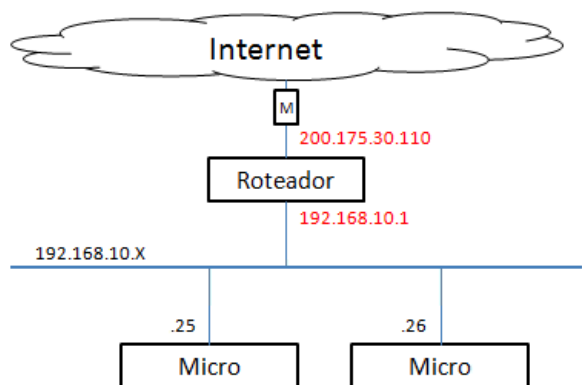 Internet
M
200.175.30.110
Roteador
192.168.10.1
192.168.10.X
.25 .26
Micro Micro